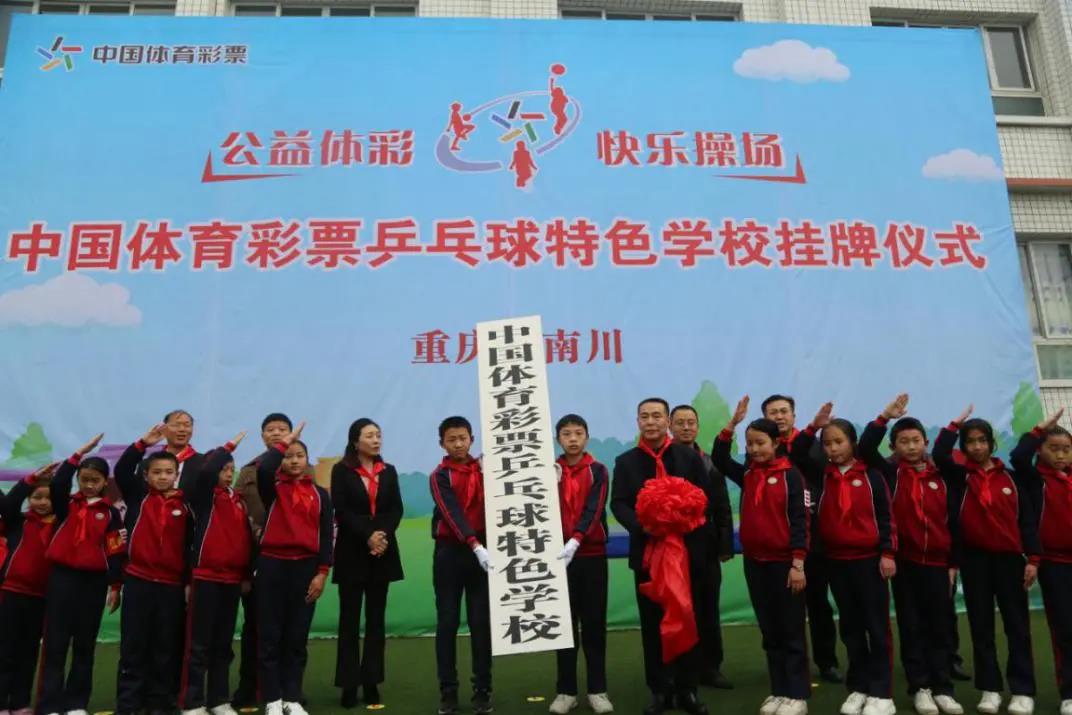 中国体育彩票
公益体彩 快乐操场
中国体育彩票乒乓球特色学校挂牌仪式
重庆 南川
中国体育彩票乒乓球特色学校